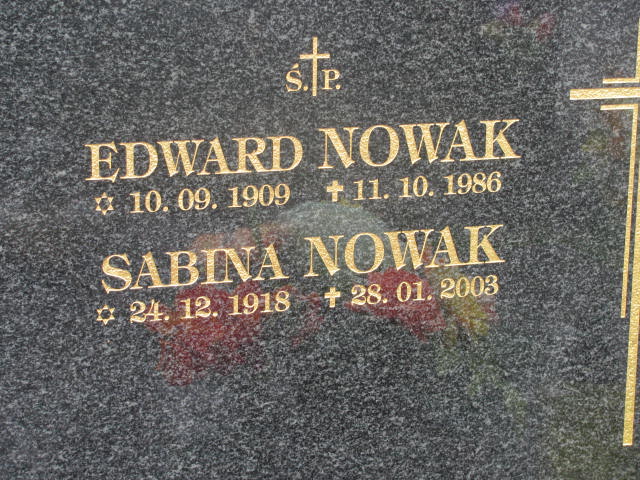 Ś.†P.
EDWARD NOWAK
✡ 10. 09. 1909 ✝ 11. 10. 1986
SABINA NOWAK
✡ 24. 12. 1918 ✝ 28. 01. 2003